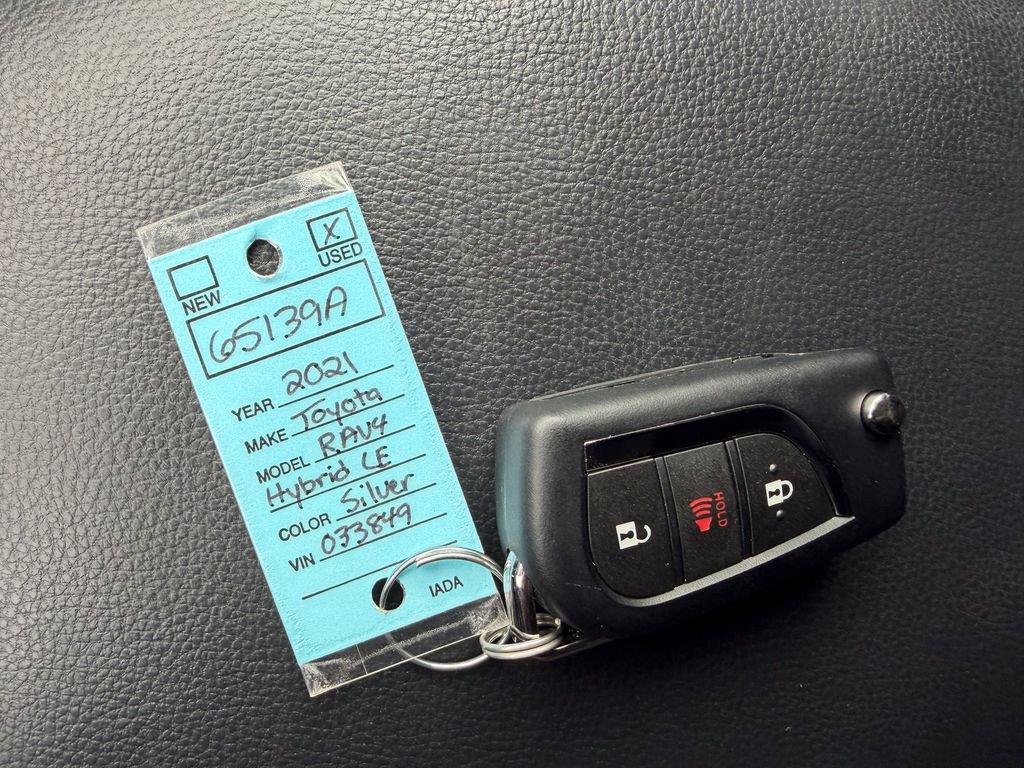 X
NEW USED
65139A
YEAR 2021
MAKE Toyota
MODEL RAV4
Hybrid LE
COLOR Silver
VIN 033849
IADA
HOLD